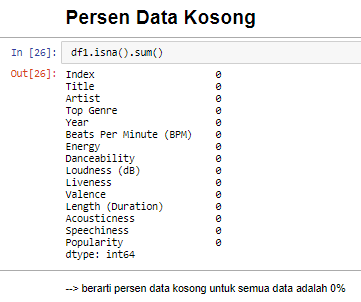 Persen Data Kosong
In [26]: df1.isna().sum()
Out[26]: Index 0
Title 0
Artist 0
Top Genre 0
Year 0
Beats Per Minute (BPM) 0
Energy 0
Danceability 0
Loudness (dB) 0
Liveness 0
Valence 0
Length (Duration) 0
Acousticness 0
Speechiness 0
Popularity 0
dtype: int64
--> berarti persen data kosong untuk semua data adalah 0%